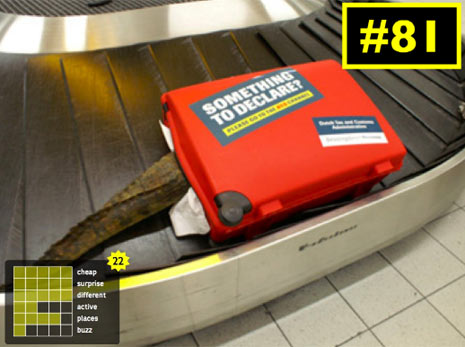 #81
SOMETHING
TO DECLARE?
PLEASE GO TO THE RED CHANNEL
Dutch Tax and Customs
Administration
22
cheap
surprise
different
active
places
buzz